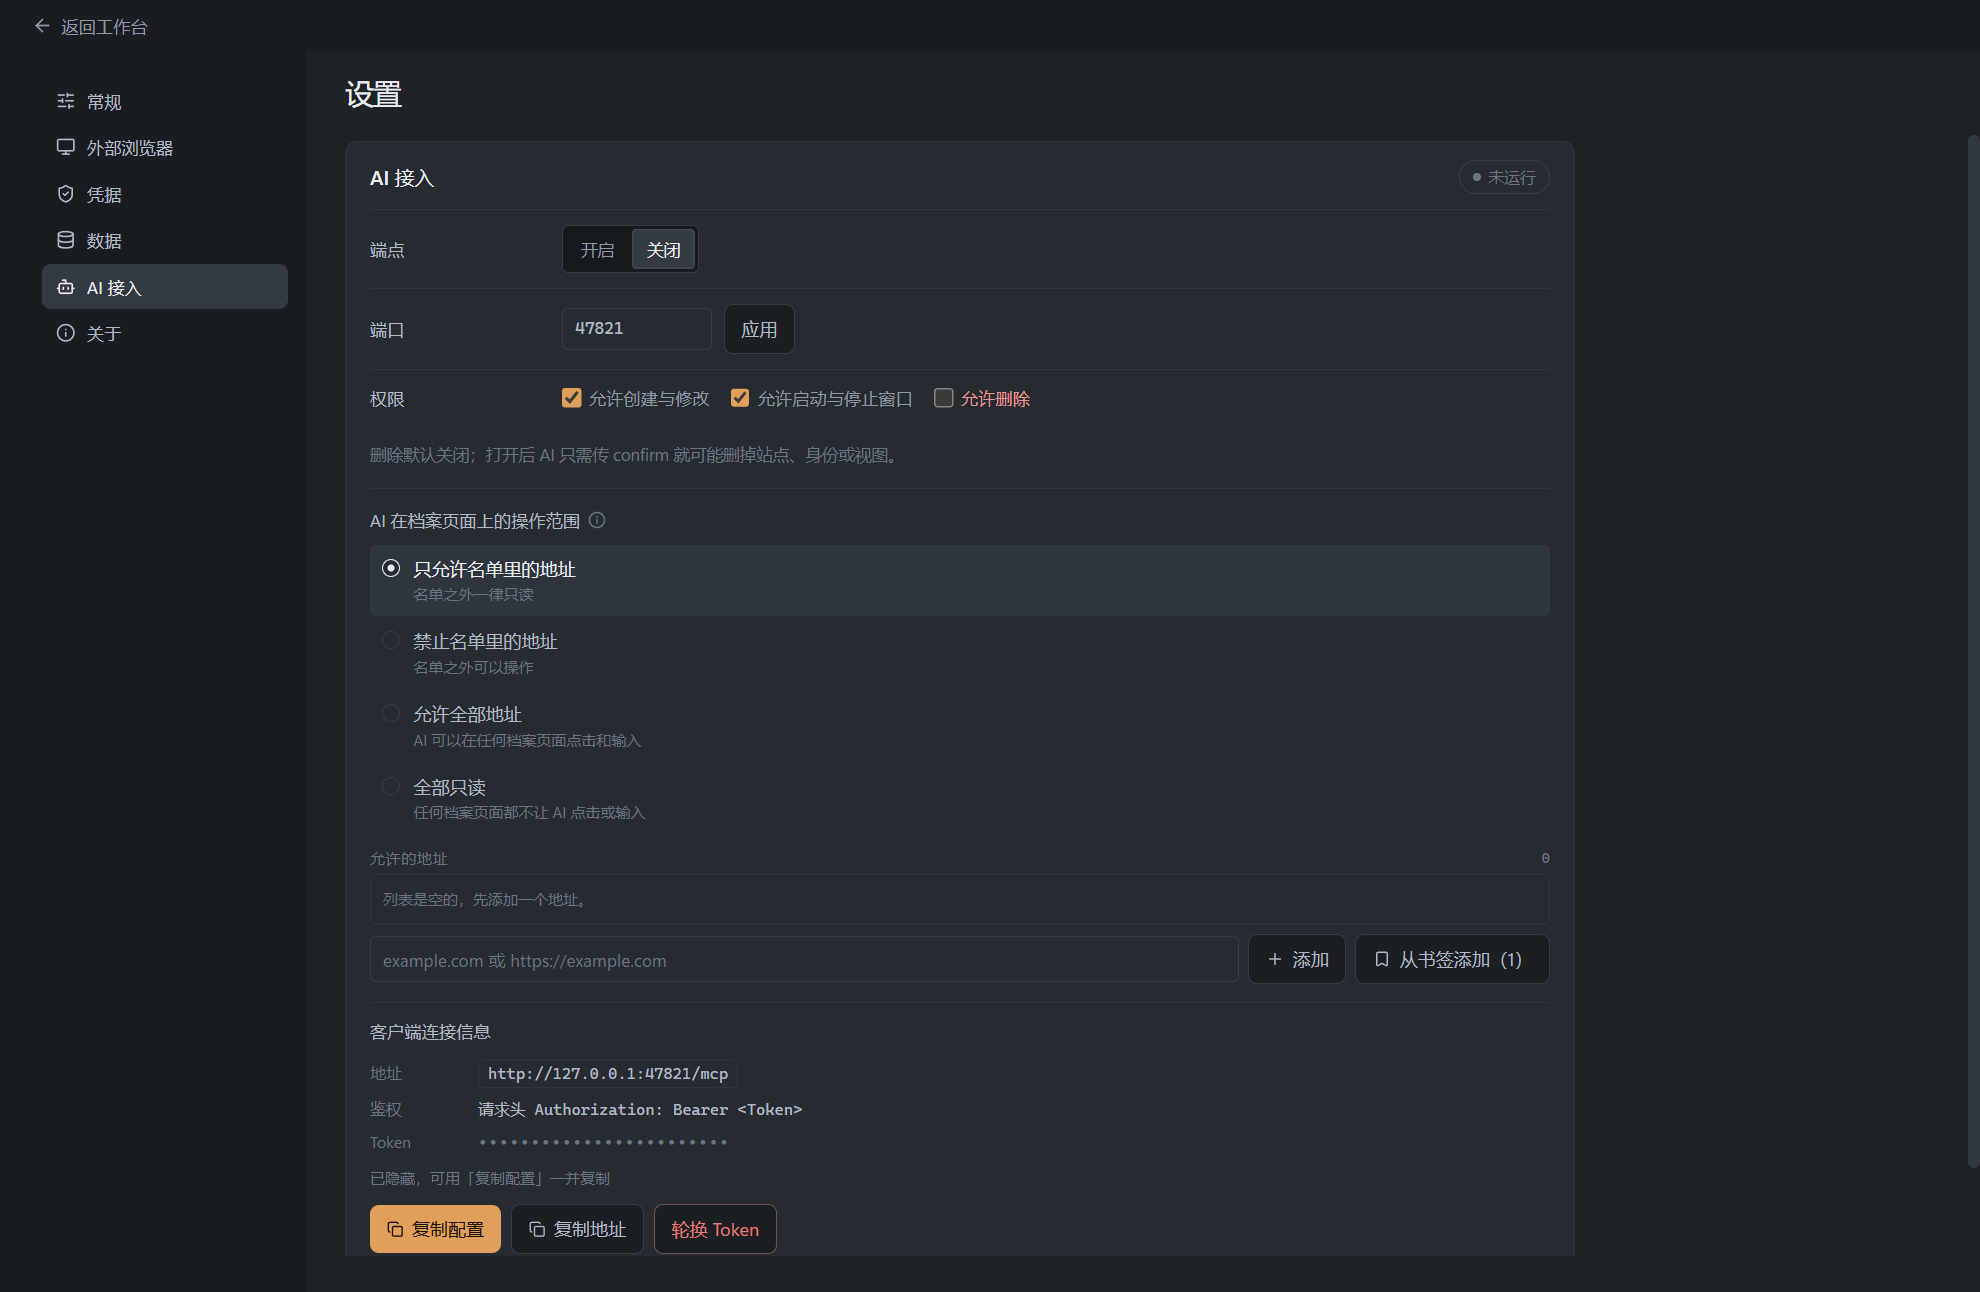 返回工作台
常规
外部浏览器
凭据
数据
AI 接入
关于
设置
AI 接入
未运行
端点
开启
关闭
端口
47821
应用
权限
允许创建与修改
允许启动与停止窗口
允许删除
删除默认关闭；打开后 AI 只需传 confirm 就可能删掉站点、身份或视图。
AI 在档案页面上的操作范围
只允许名单里的地址
名单之外一律只读
禁止名单里的地址
名单之外可以操作
允许全部地址
AI 可以在任何档案页面点击和输入
全部只读
任何档案页面都不让 AI 点击或输入
允许的地址
0
列表是空的，先添加一个地址。
example.com 或 https://example.com
添加
从书签添加（1）
客户端连接信息
地址
http://127.0.0.1:47821/mcp
鉴权
请求头 Authorization: Bearer <Token>
Token
••••••••••••••••••••••••
已隐藏，可用「复制配置」一并复制
复制配置
复制地址
轮换 Token